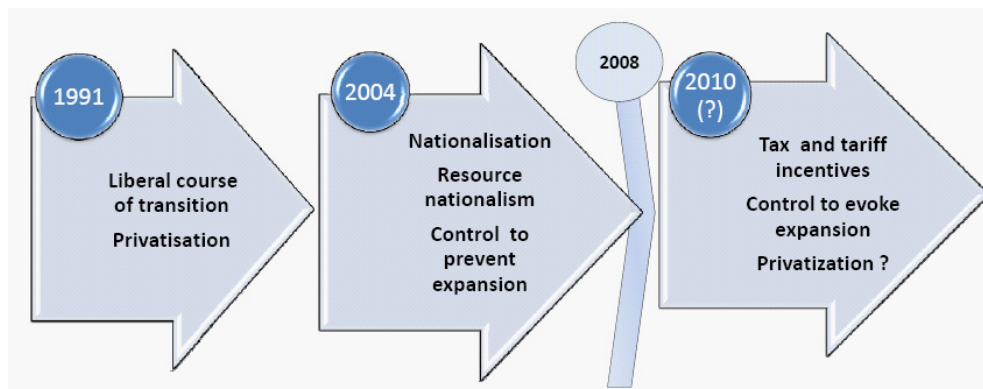 1991
Liberal course
of transition
Privatisation
2004
Nationalisation
Resource
nationalism
Control to
prevent
expansion
2008
2010
(?)
Tax and tariff
incentives
Control to evoke
expansion
Privatization ?